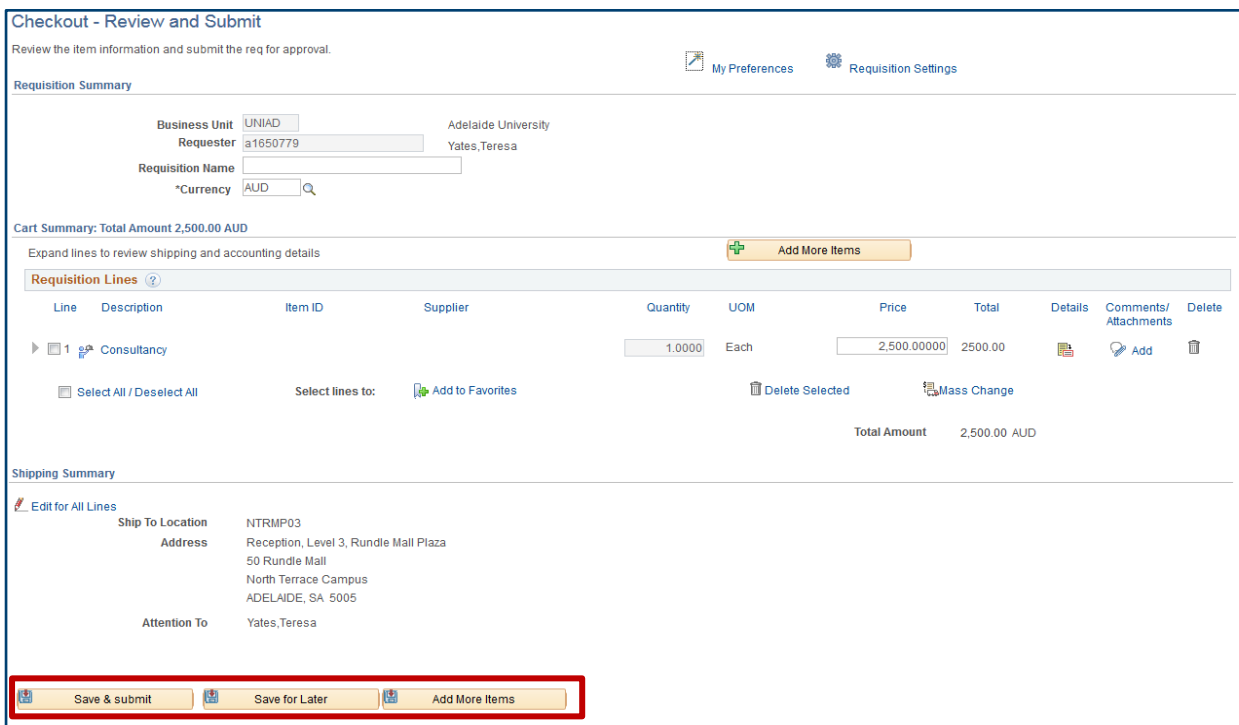 Checkout - Review and Submit
Review the item information and submit the req for approval.
My Preferences Requisition Settings
Requisition Summary
Business Unit UNIAD Adelaide University
Requester a1650779 Yates,Teresa
Requisition Name
*Currency AUD
Cart Summary: Total Amount 2,500.00 AUD
Expand lines to review shipping and accounting details Add More Items
Requisition Lines ?
Line Description Item ID Supplier Quantity UOM Price Total Details Comments/ Delete
Attachments
1 Consultancy 1.0000 Each 2,500.00000 2500.00 Add
Select All / Deselect All Select lines to: Add to Favorites Delete Selected Mass Change
Total Amount 2,500.00 AUD
Shipping Summary
Edit for All Lines
Ship To Location NTRMP03
Address Reception, Level 3, Rundle Mall Plaza
50 Rundle Mall
North Terrace Campus
ADELAIDE, SA 5005
Attention To Yates,Teresa
Save & submit Save for Later Add More Items